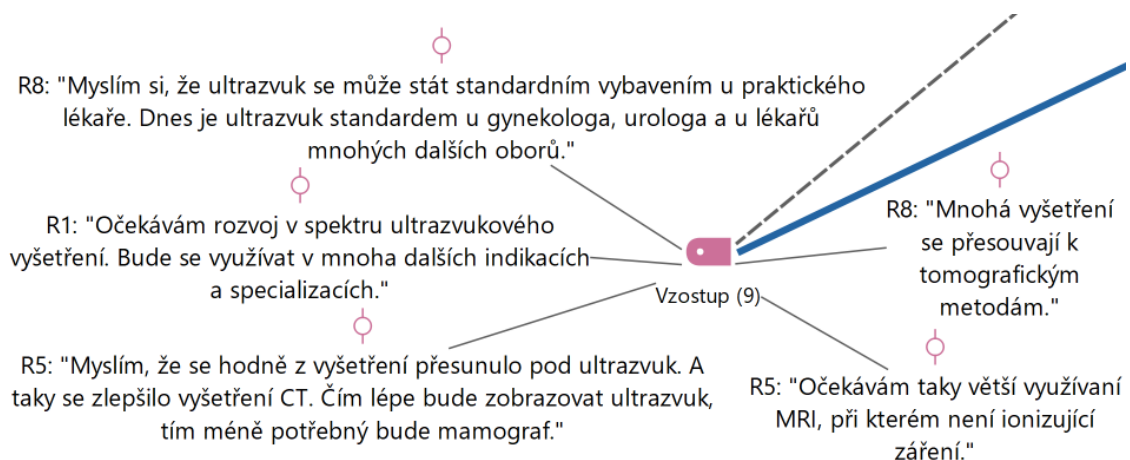 R8: "Myslím si, že ultrazvuk se může stát standardním vybavením u praktického
lékaře. Dnes je ultrazvuk standardem u gynekologa, urologa a u lékařů
mnohých dalších oborů."
R1: "Očekávám rozvoj v spektru ultrazvukového
vyšetření. Bude se využívat v mnoha dalších indikacích
a specializacích."
R5: "Myslím, že se hodně z vyšetření přesunulo pod ultrazvuk. A
taky se zlepšilo vyšetření CT. Čím lépe bude zobrazovat ultrazvuk,
tím méně potřebný bude mamograf."
Vzostup (9)
R8: "Mnohá vyšetření
se přesouvají k
tomografickým
metodám."
R5: "Očekávám taky větší využívaní
MRI, při kterém není ionizující
záření."